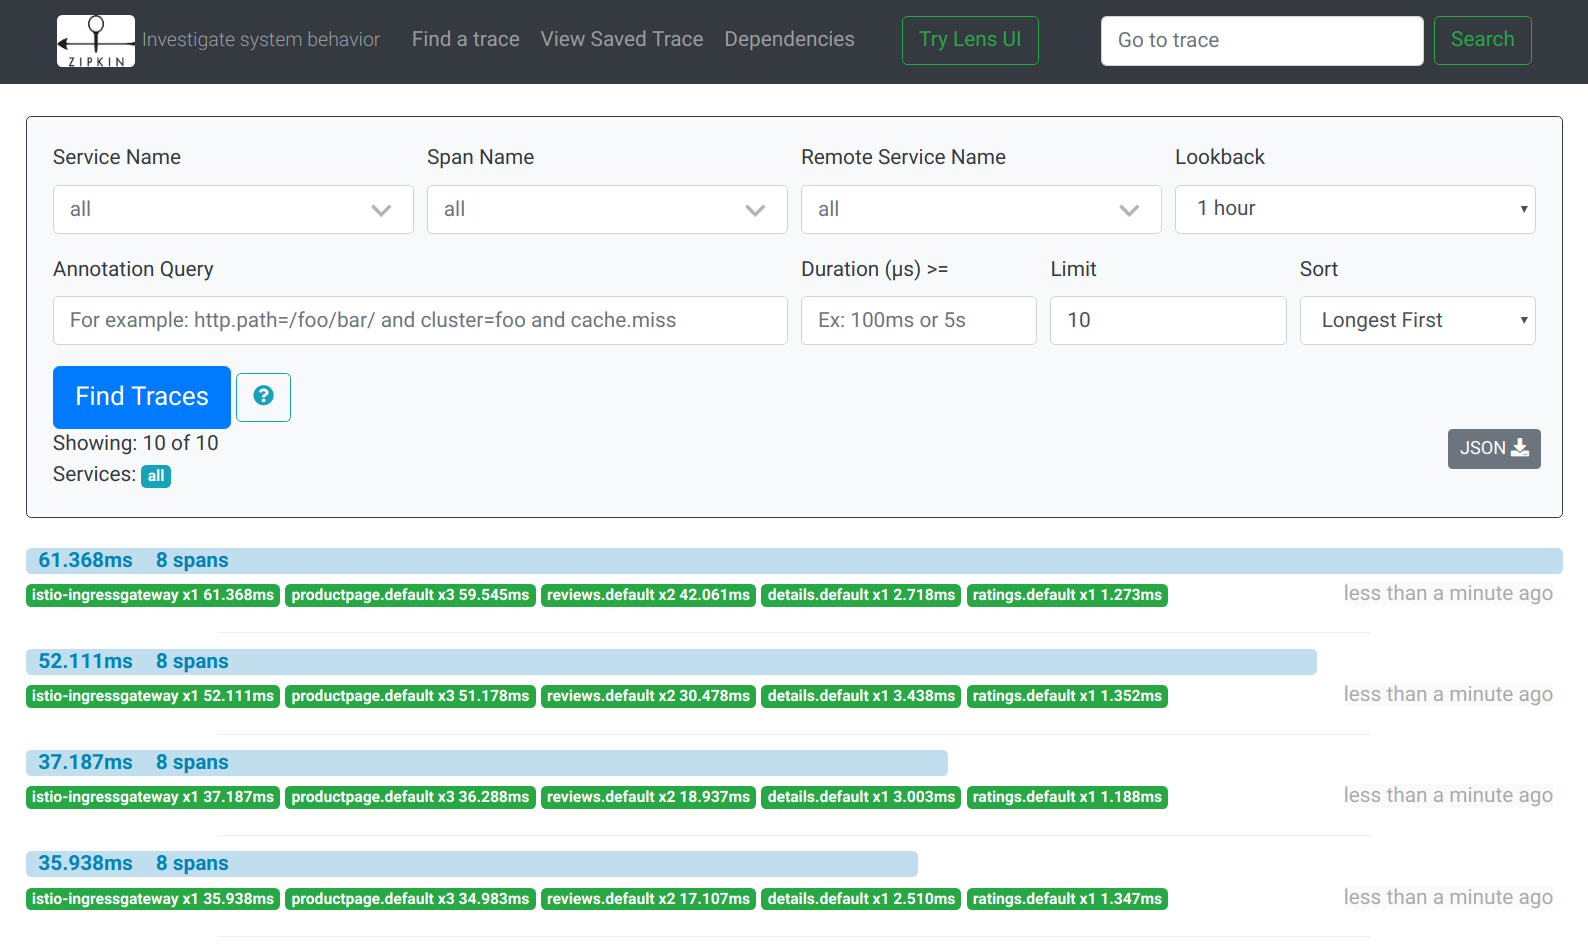 ZIPKIN Investigate system behavior Find a trace View Saved Trace Dependencies Try Lens UI Go to trace Search
Service Name Span Name Remote Service Name Lookback
all all all 1 hour
Annotation Query Duration (μs) >= Limit Sort
For example: http.path=/foo/bar/ and cluster=foo and cache.miss Ex: 100ms or 5s 10 Longest First
Find Traces ?
Showing: 10 of 10
JSON
Services: all
61.368ms 8 spans
istio-ingressgateway x1 61.368ms productpage.default x3 59.545ms reviews.default x2 42.061ms details.default x1 2.718ms ratings.default x1 1.273ms less than a minute ago
52.111ms 8 spans
istio-ingressgateway x1 52.111ms productpage.default x3 51.178ms reviews.default x2 30.478ms details.default x1 3.438ms ratings.default x1 1.352ms less than a minute ago
37.187ms 8 spans
istio-ingressgateway x1 37.187ms productpage.default x3 36.288ms reviews.default x2 18.937ms details.default x1 3.003ms ratings.default x1 1.188ms less than a minute ago
35.938ms 8 spans
istio-ingressgateway x1 35.938ms productpage.default x3 34.983ms reviews.default x2 17.107ms details.default x1 2.510ms ratings.default x1 1.347ms less than a minute ago